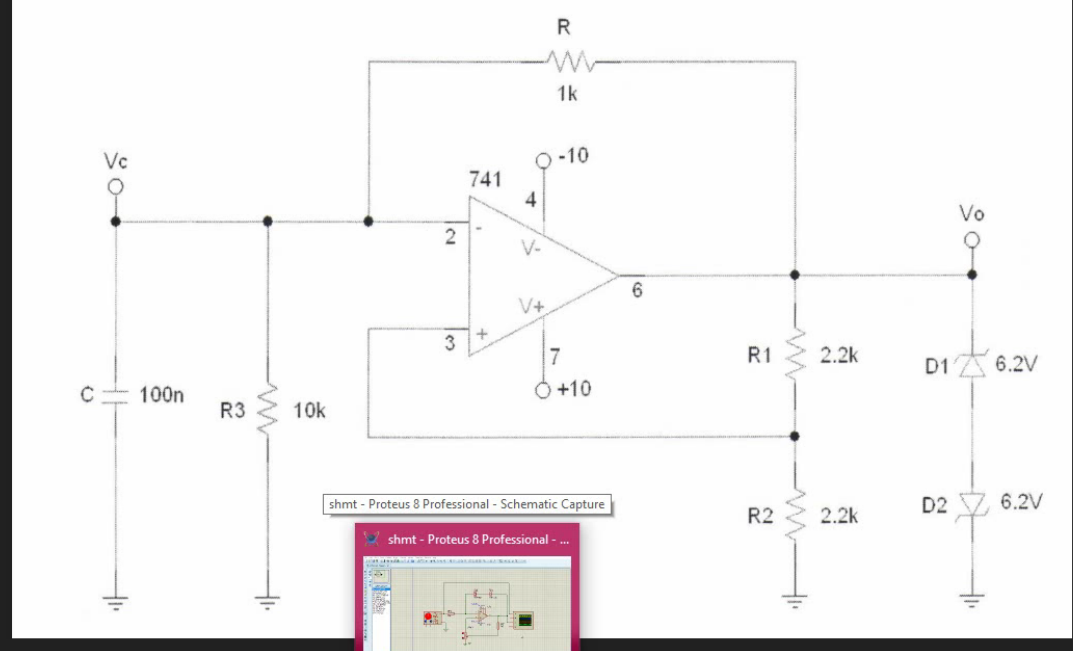 R
1k
Vc
-10
741
4
Vo
2
-
V-
6
V+
3
+
7
R1
2.2k
D1
6.2V
C
100n
R3
10k
+10
shmt - Proteus 8 Professional - Schematic Capture
R2
2.2k
D2
6.2V
shmt - Proteus 8 Professional - ...